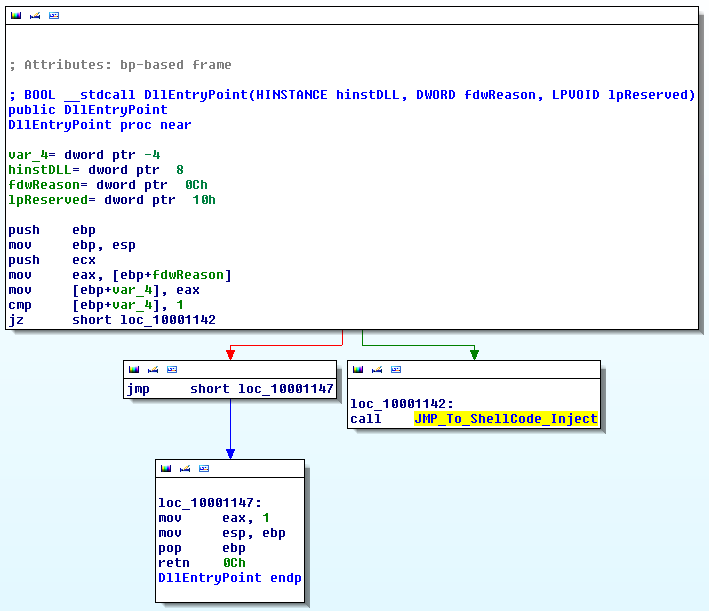 ; Attributes: bp-based frame
; BOOL __stdcall DllEntryPoint(HINSTANCE hinstDLL, DWORD fdwReason, LPVOID lpReserved)
public DllEntryPoint
DllEntryPoint proc near
var_4= dword ptr -4
hinstDLL= dword ptr  8
fdwReason= dword ptr  0Ch
lpReserved= dword ptr  10h
push    ebp
mov     ebp, esp
push    ecx
mov     eax, [ebp+fdwReason]
mov     [ebp+var_4], eax
cmp     [ebp+var_4], 1
jz      short loc_10001142
jmp     short loc_10001147
loc_10001142:
call    JMP_To_ShellCode_Inject
loc_10001147:
mov     eax, 1
mov     esp, ebp
pop     ebp
retn    0Ch
DllEntryPoint endp